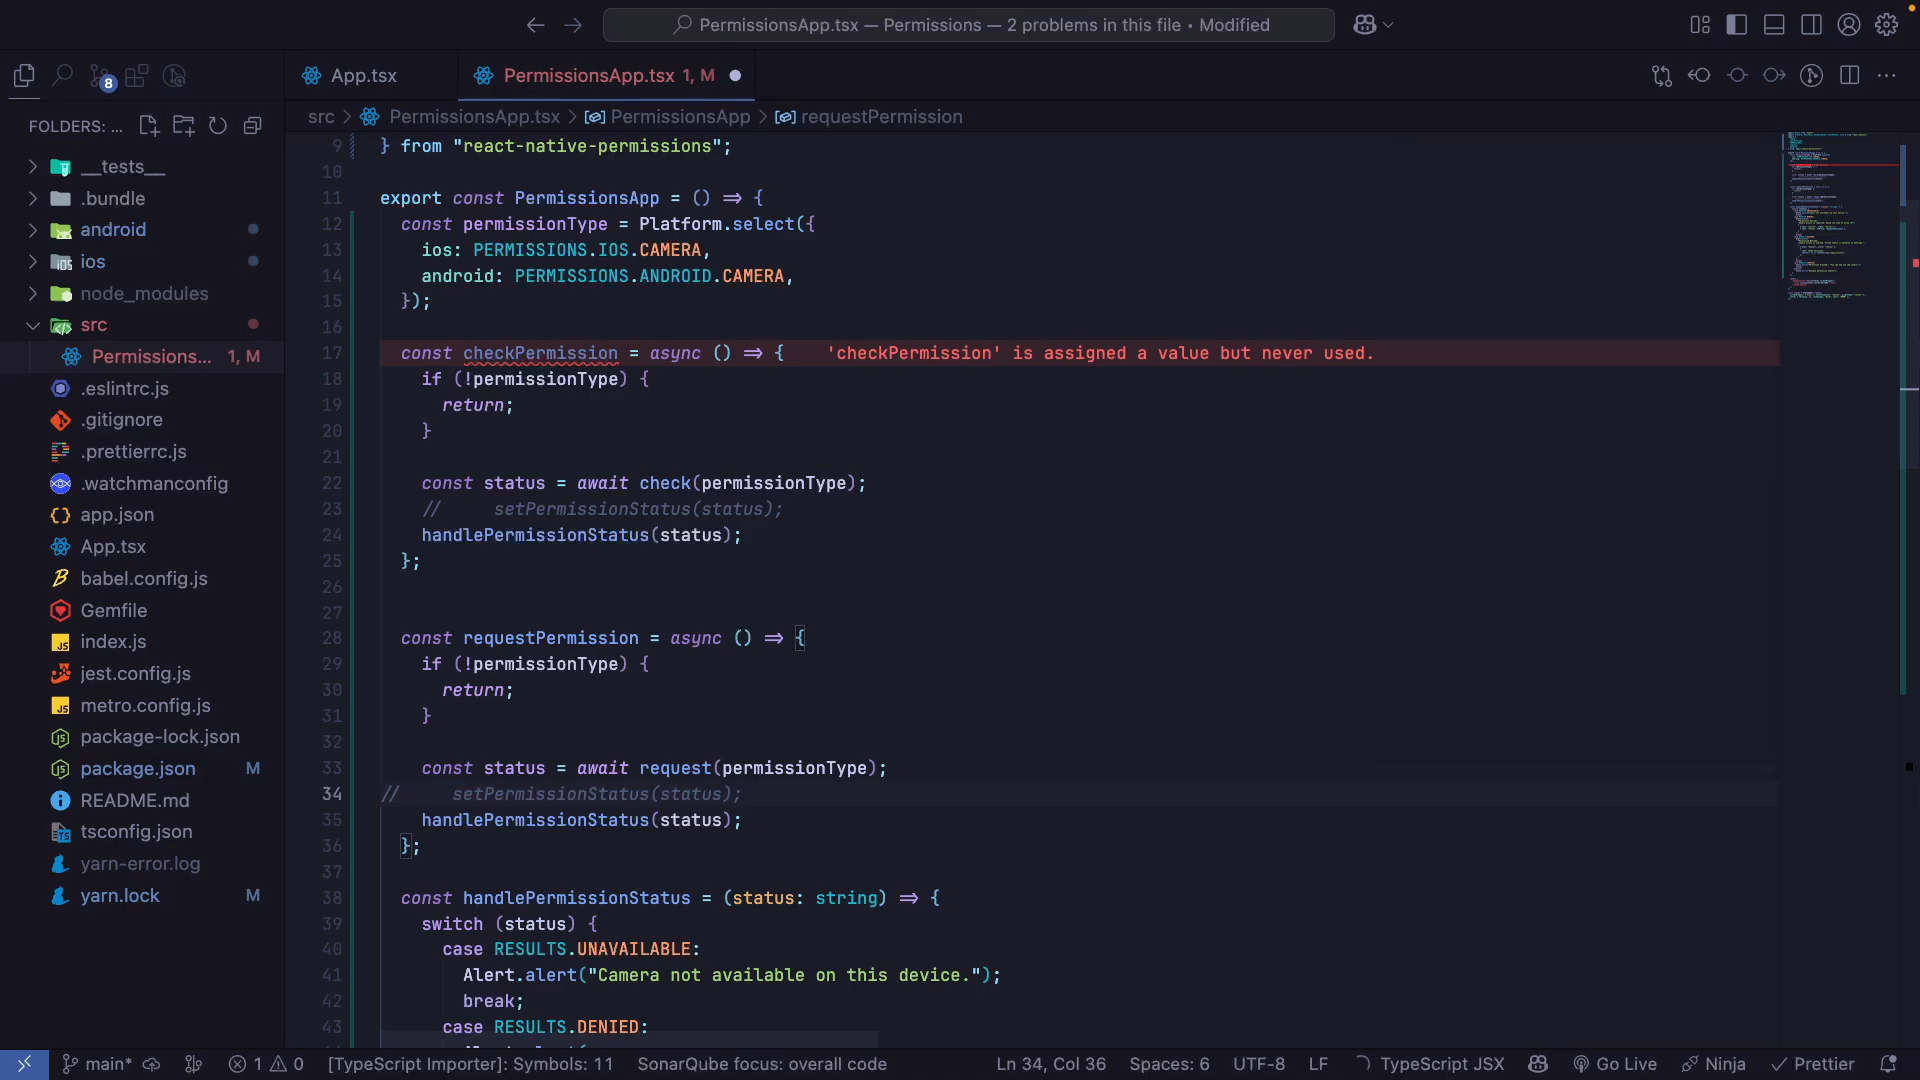 PermissionsApp.tsx — Permissions — 2 problems in this file • Modified
8
App.tsx
PermissionsApp.tsx 1, M
FOLDERS: ...
src > PermissionsApp.tsx > PermissionsApp > requestPermission
__tests__
.bundle
android
ios
node_modules
src
Permissions... 1, M
.eslintrc.js
.gitignore
.prettierrc.js
.watchmanconfig
app.json
App.tsx
babel.config.js
Gemfile
index.js
jest.config.js
metro.config.js
package-lock.json
package.json M
README.md
tsconfig.json
yarn-error.log
yarn.lock M
9 } from "react-native-permissions";
10
11 export const PermissionsApp = () => {
12 const permissionType = Platform.select({
13 ios: PERMISSIONS.IOS.CAMERA,
14 android: PERMISSIONS.ANDROID.CAMERA,
15 });
16
17 const checkPermission = async () => { 'checkPermission' is assigned a value but never used.
18 if (!permissionType) {
19 return;
20 }
21
22 const status = await check(permissionType);
23 // setPermissionStatus(status);
24 handlePermissionStatus(status);
25 };
26
27
28 const requestPermission = async () => {
29 if (!permissionType) {
30 return;
31 }
32
33 const status = await request(permissionType);
34 // setPermissionStatus(status);
35 handlePermissionStatus(status);
36 };
37
38 const handlePermissionStatus = (status: string) => {
39 switch (status) {
40 case RESULTS.UNAVAILABLE:
41 Alert.alert("Camera not available on this device.");
42 break;
43 case RESULTS.DENIED:
main* 1 0 [TypeScript Importer]: Symbols: 11 SonarQube focus: overall code Ln 34, Col 36 Spaces: 6 UTF-8 LF TypeScript JSX Go Live Ninja Prettier